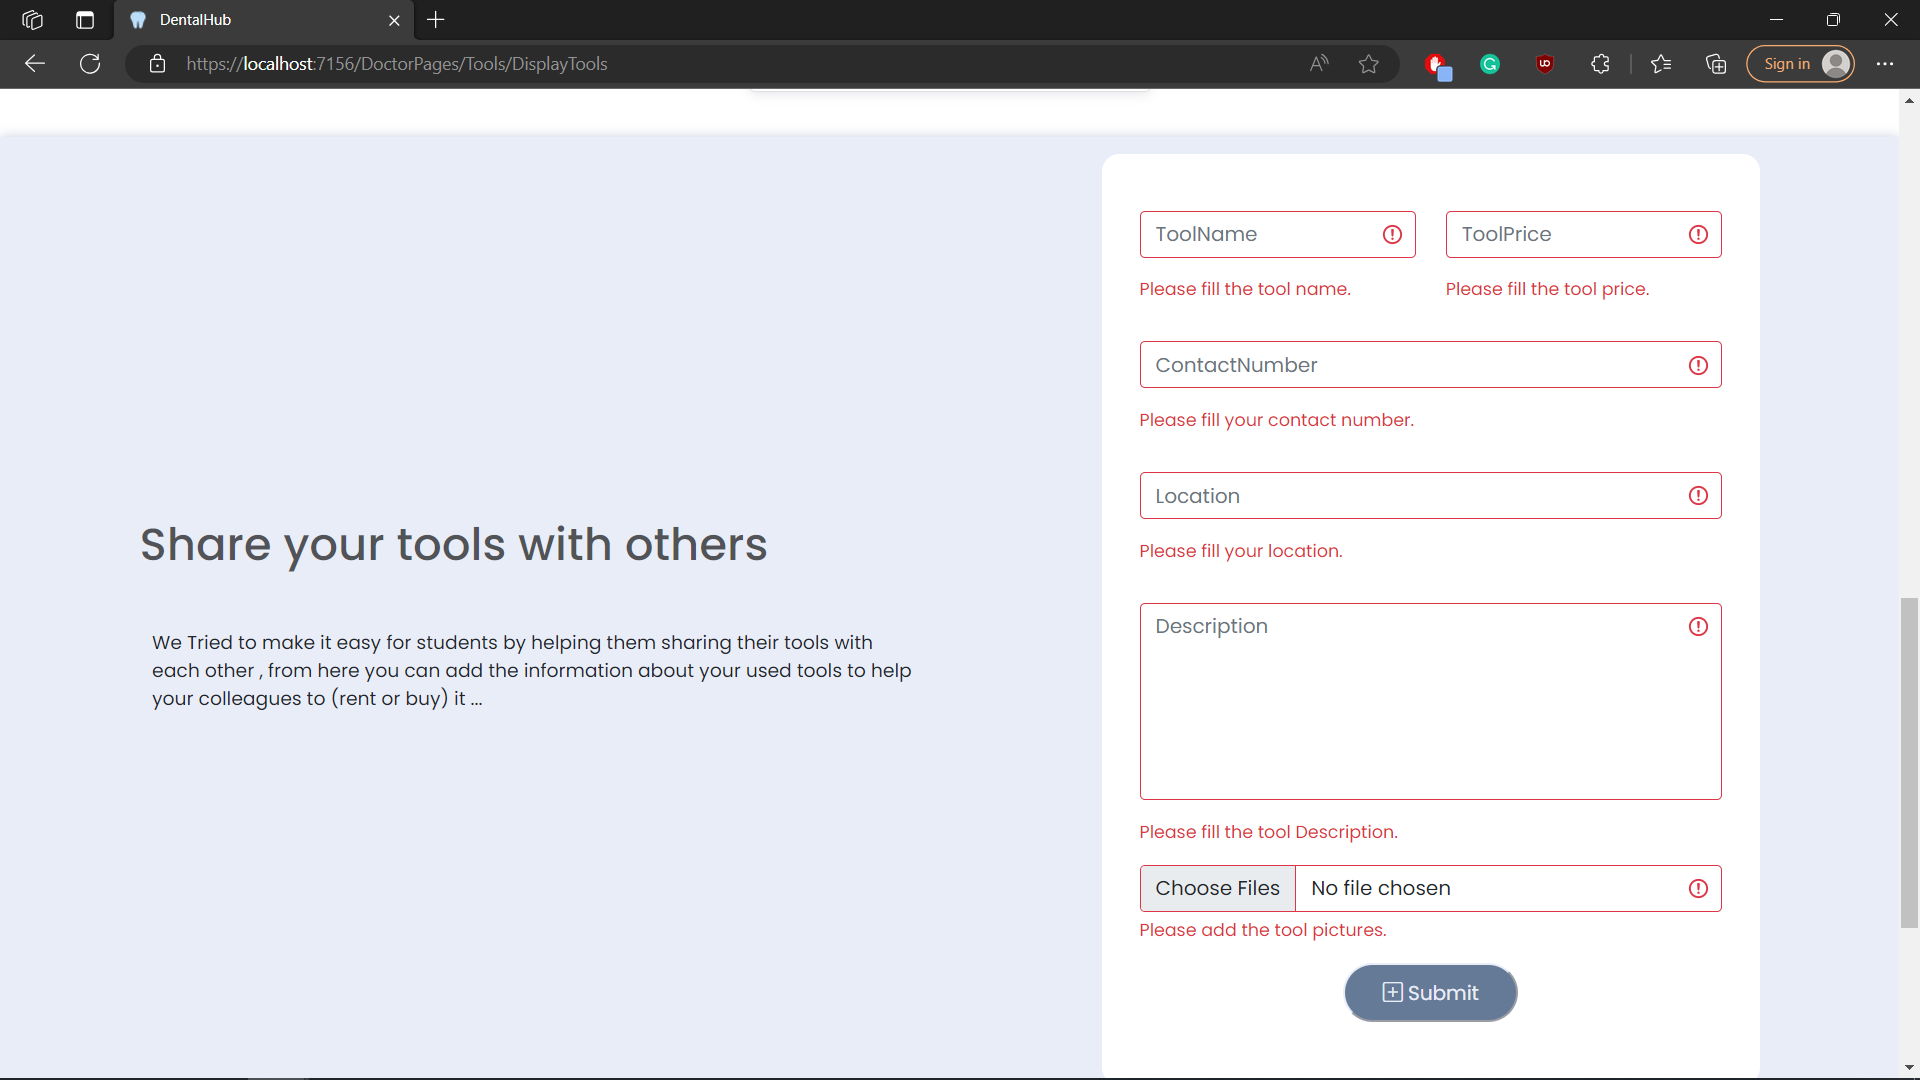 DentalHub
https://localhost:7156/DoctorPages/Tools/DisplayTools
Sign in
ToolName
ToolPrice
Please fill the tool name.
Please fill the tool price.
ContactNumber
Please fill your contact number.
Location
Please fill your location.
Share your tools with others
We Tried to make it easy for students by helping them sharing their tools with
each other , from here you can add the information about your used tools to help
your colleagues to (rent or buy) it ...
Description
Please fill the tool Description.
Choose Files
No file chosen
Please add the tool pictures.
Submit